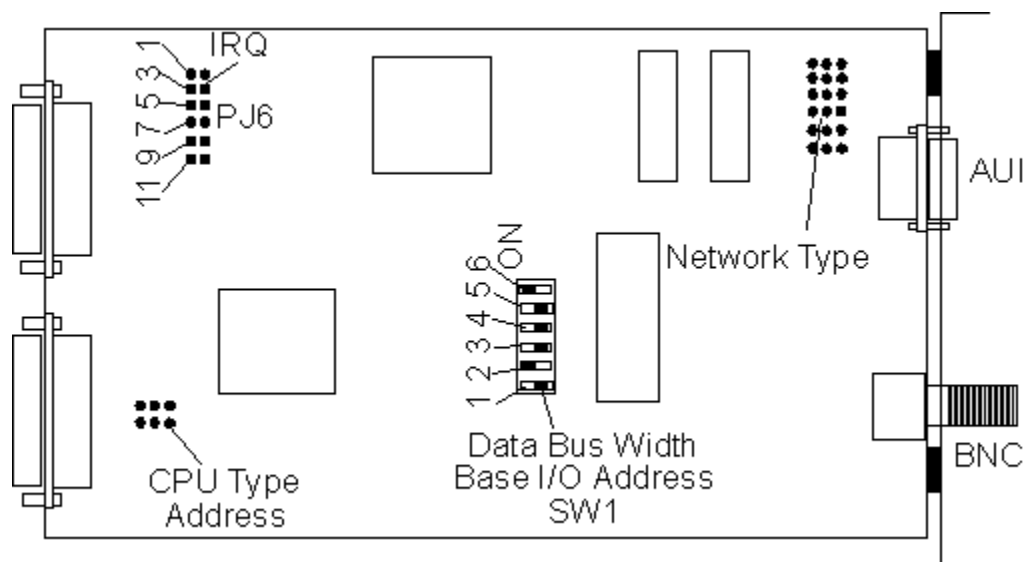 IRQ
1
3
5
7
9
11
PJ6
AUI
Network Type
ON
6
5
4
3
2
1
Data Bus Width
Base I/O Address
SW1
CPU Type
Address
BNC